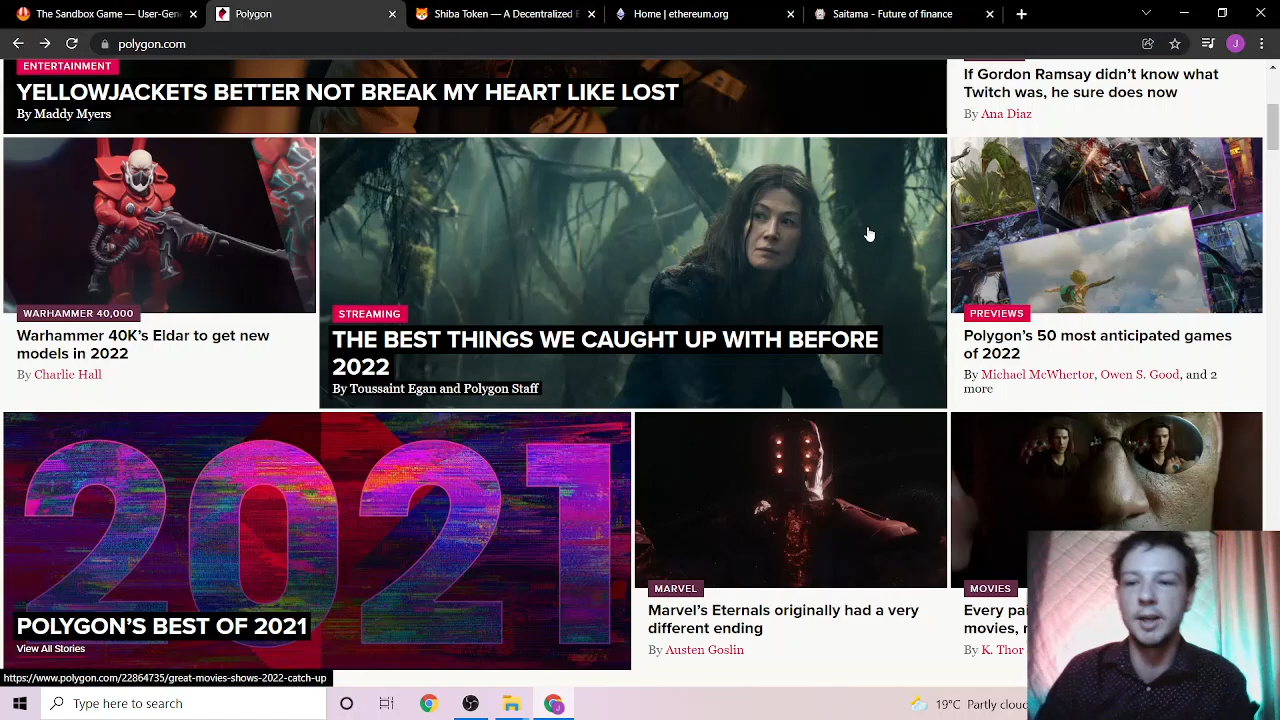 The Sandbox Game — User-Gen
Polygon
Shiba Token — A Decentralized E
Home | ethereum.org
Saitama - Future of finance
polygon.com
J
ENTERTAINMENT
YELLOWJACKETS BETTER NOT BREAK MY HEART LIKE LOST
By Maddy Myers
If Gordon Ramsay didn’t know what
Twitch was, he sure does now
By Ana Diaz
WARHAMMER 40,000
Warhammer 40K’s Eldar to get new
models in 2022
By Charlie Hall
STREAMING
THE BEST THINGS WE CAUGHT UP WITH BEFORE
2022
By Toussaint Egan and Polygon Staff
PREVIEWS
Polygon’s 50 most anticipated games
of 2022
By Michael McWhertor, Owen S. Good, and 2
more
2021
POLYGON’S BEST OF 2021
View All Stories
MARVEL
Marvel’s Eternals originally had a very
different ending
By Austen Goslin
MOVIES
Every
movies,
By K. Thor
https://www.polygon.com/22864735/great-movies-shows-2022-catch-up
Type here to search
J
19°C Partly cloud